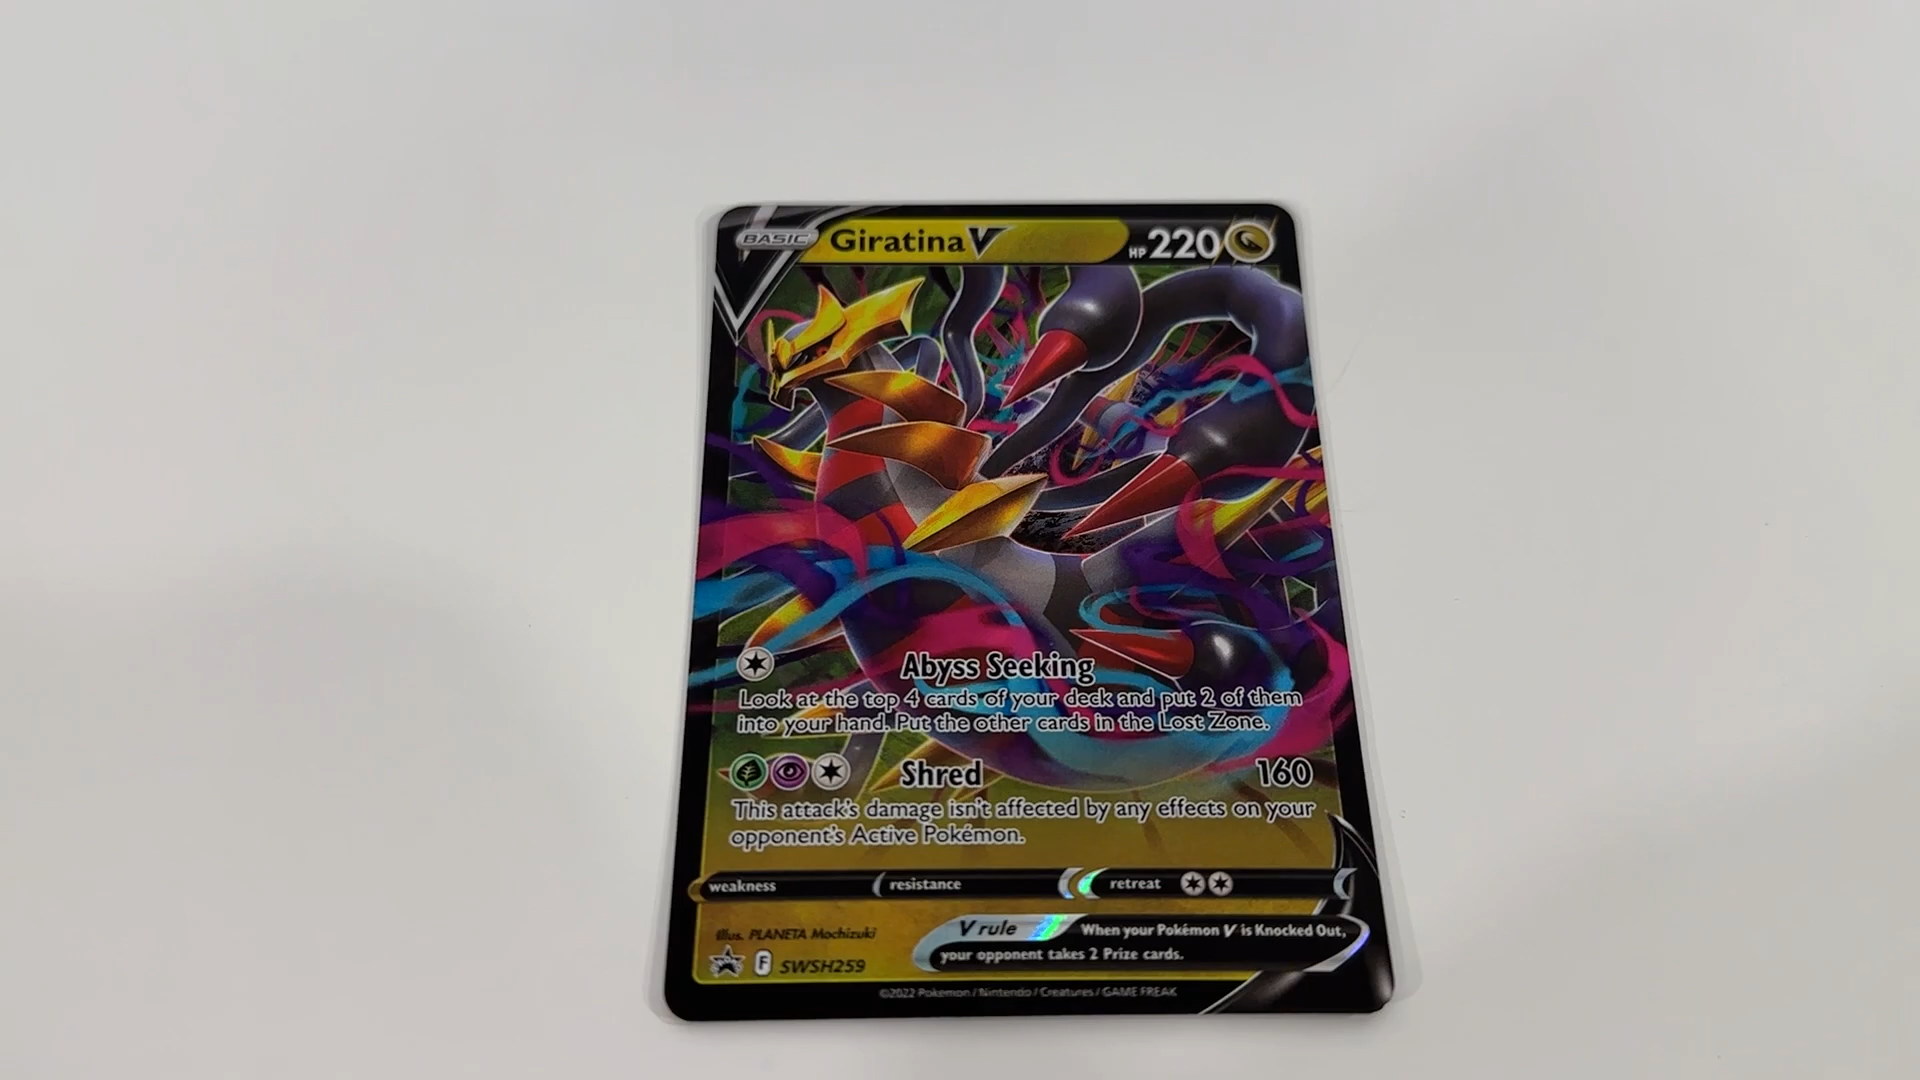 BASIC Giratina V HP 220
Abyss Seeking
Look at the top 4 cards of your deck and put 2 of them
into your hand. Put the other cards in the Lost Zone.
Shred 160
This attack's damage isn't affected by any effects on your
opponent's Active Pokémon.
weakness resistance retreat
Illus. PLANETA Mochizuki
V rule When your Pokémon V is Knocked Out,
your opponent takes 2 Prize cards.
F SWSH259
©2022 Pokémon / Nintendo / Creatures / GAME FREAK